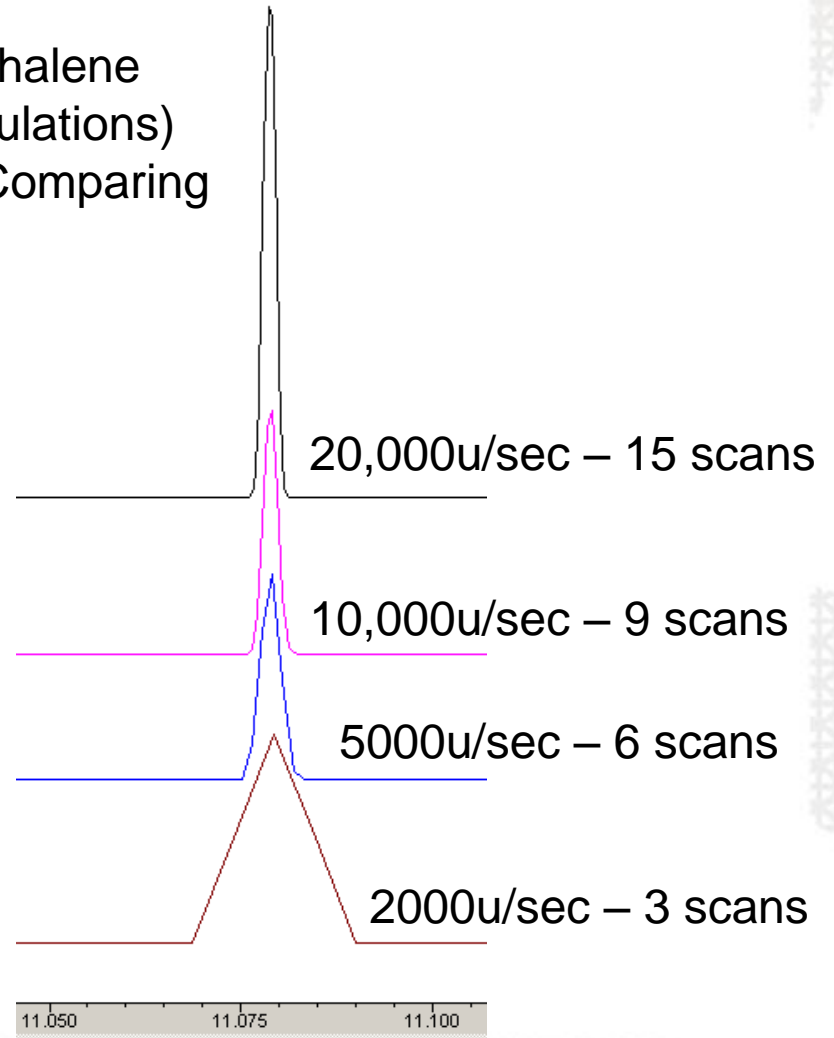 halene
ulations)
Comparing
20,000u/sec – 15 scans
10,000u/sec – 9 scans
5000u/sec – 6 scans
2000u/sec – 3 scans
11.050 11.075 11.100